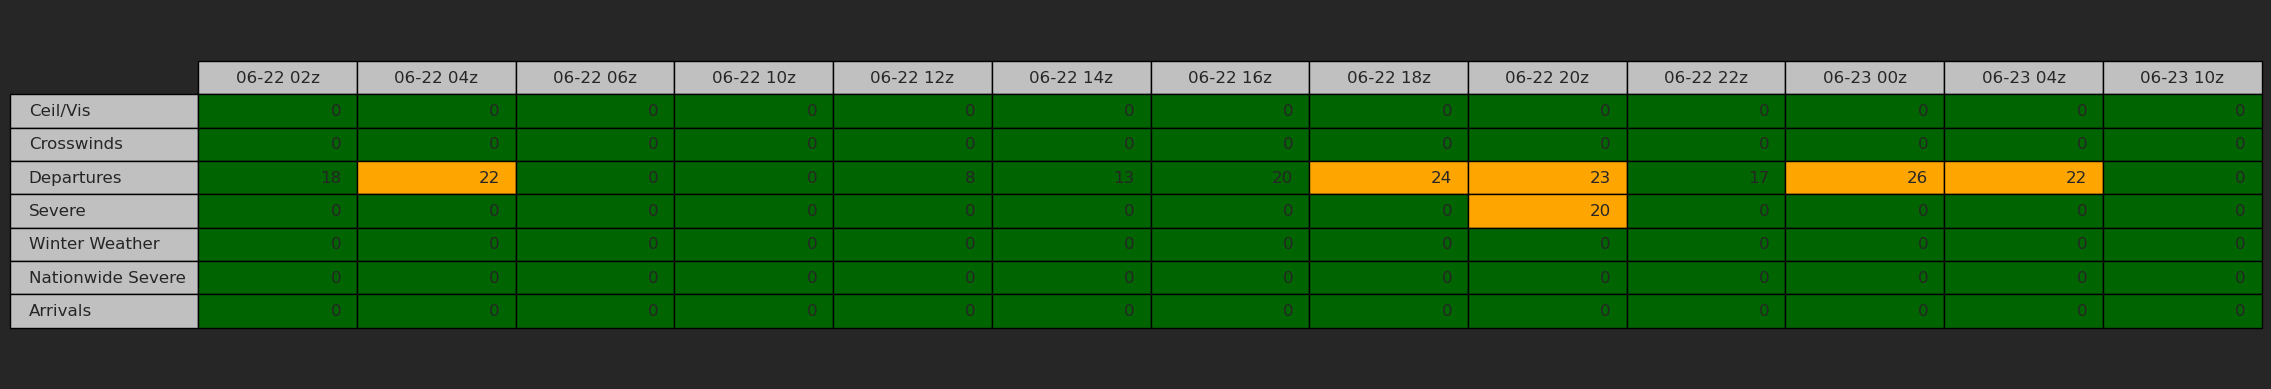 06-22 02z 06-22 04z 06-22 06z 06-22 10z 06-22 12z 06-22 14z 06-22 16z 06-22 18z 06-22 20z 06-22 22z 06-23 00z 06-23 04z 06-23 10z
Ceil/Vis 0 0 0 0 0 0 0 0 0 0 0 0 0
Crosswinds 0 0 0 0 0 0 0 0 0 0 0 0 0
Departures 18 22 0 0 8 13 20 24 23 17 26 22 0
Severe 0 0 0 0 0 0 0 0 20 0 0 0 0
Winter Weather 0 0 0 0 0 0 0 0 0 0 0 0 0
Nationwide Severe 0 0 0 0 0 0 0 0 0 0 0 0 0
Arrivals 0 0 0 0 0 0 0 0 0 0 0 0 0